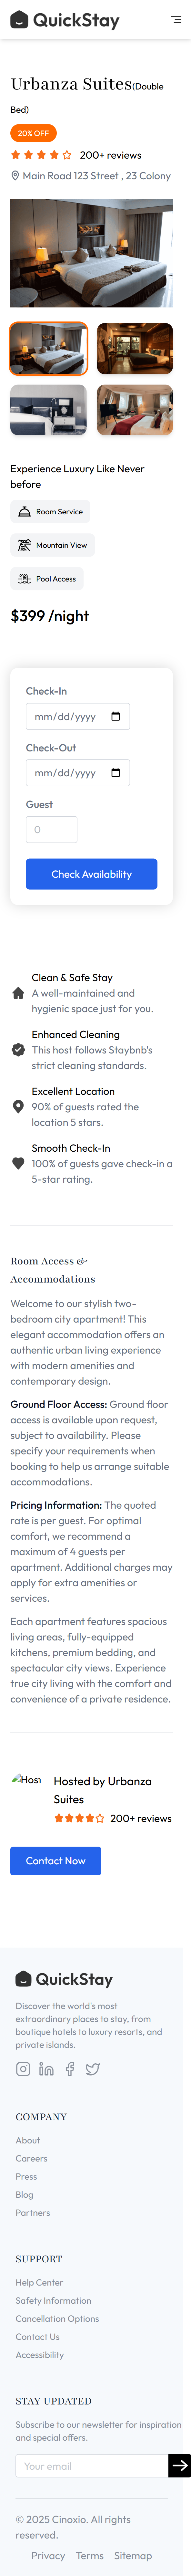 QuickStay
Urbanza Suites(Double
Bed)
20% OFF
200+ reviews
Main Road 123 Street , 23 Colony
Experience Luxury Like Never
before
Room Service
Mountain View
Pool Access
$399 /night
Check-In
mm/dd/yyyy
Check-Out
mm/dd/yyyy
Guest
0
Check Availability
Clean & Safe Stay
A well-maintained and
hygienic space just for you.
Enhanced Cleaning
This host follows Staybnb's
strict cleaning standards.
Excellent Location
90% of guests rated the
location 5 stars.
Smooth Check-In
100% of guests gave check-in a
5-star rating.
Room Access &
Accommodations
Welcome to our stylish two-
bedroom city apartment! This
elegant accommodation offers an
authentic urban living experience
with modern amenities and
contemporary design.
Ground Floor Access: Ground floor
access is available upon request,
subject to availability. Please
specify your requirements when
booking to help us arrange suitable
accommodations.
Pricing Information: The quoted
rate is per guest. For optimal
comfort, we recommend a
maximum of 4 guests per
apartment. Additional charges may
apply for extra amenities or
services.
Each apartment features spacious
living areas, fully-equipped
kitchens, premium bedding, and
spectacular city views. Experience
true city living with the comfort and
convenience of a private residence.
Hosted by Urbanza
Suites
200+ reviews
Contact Now
QuickStay
Discover the world's most
extraordinary places to stay, from
boutique hotels to luxury resorts, and
private islands.
COMPANY
About
Careers
Press
Blog
Partners
SUPPORT
Help Center
Safety Information
Cancellation Options
Contact Us
Accessibility
STAY UPDATED
Subscribe to our newsletter for inspiration
and special offers.
Your email
© 2025 Cinoxio. All rights
reserved.
Privacy Terms Sitemap